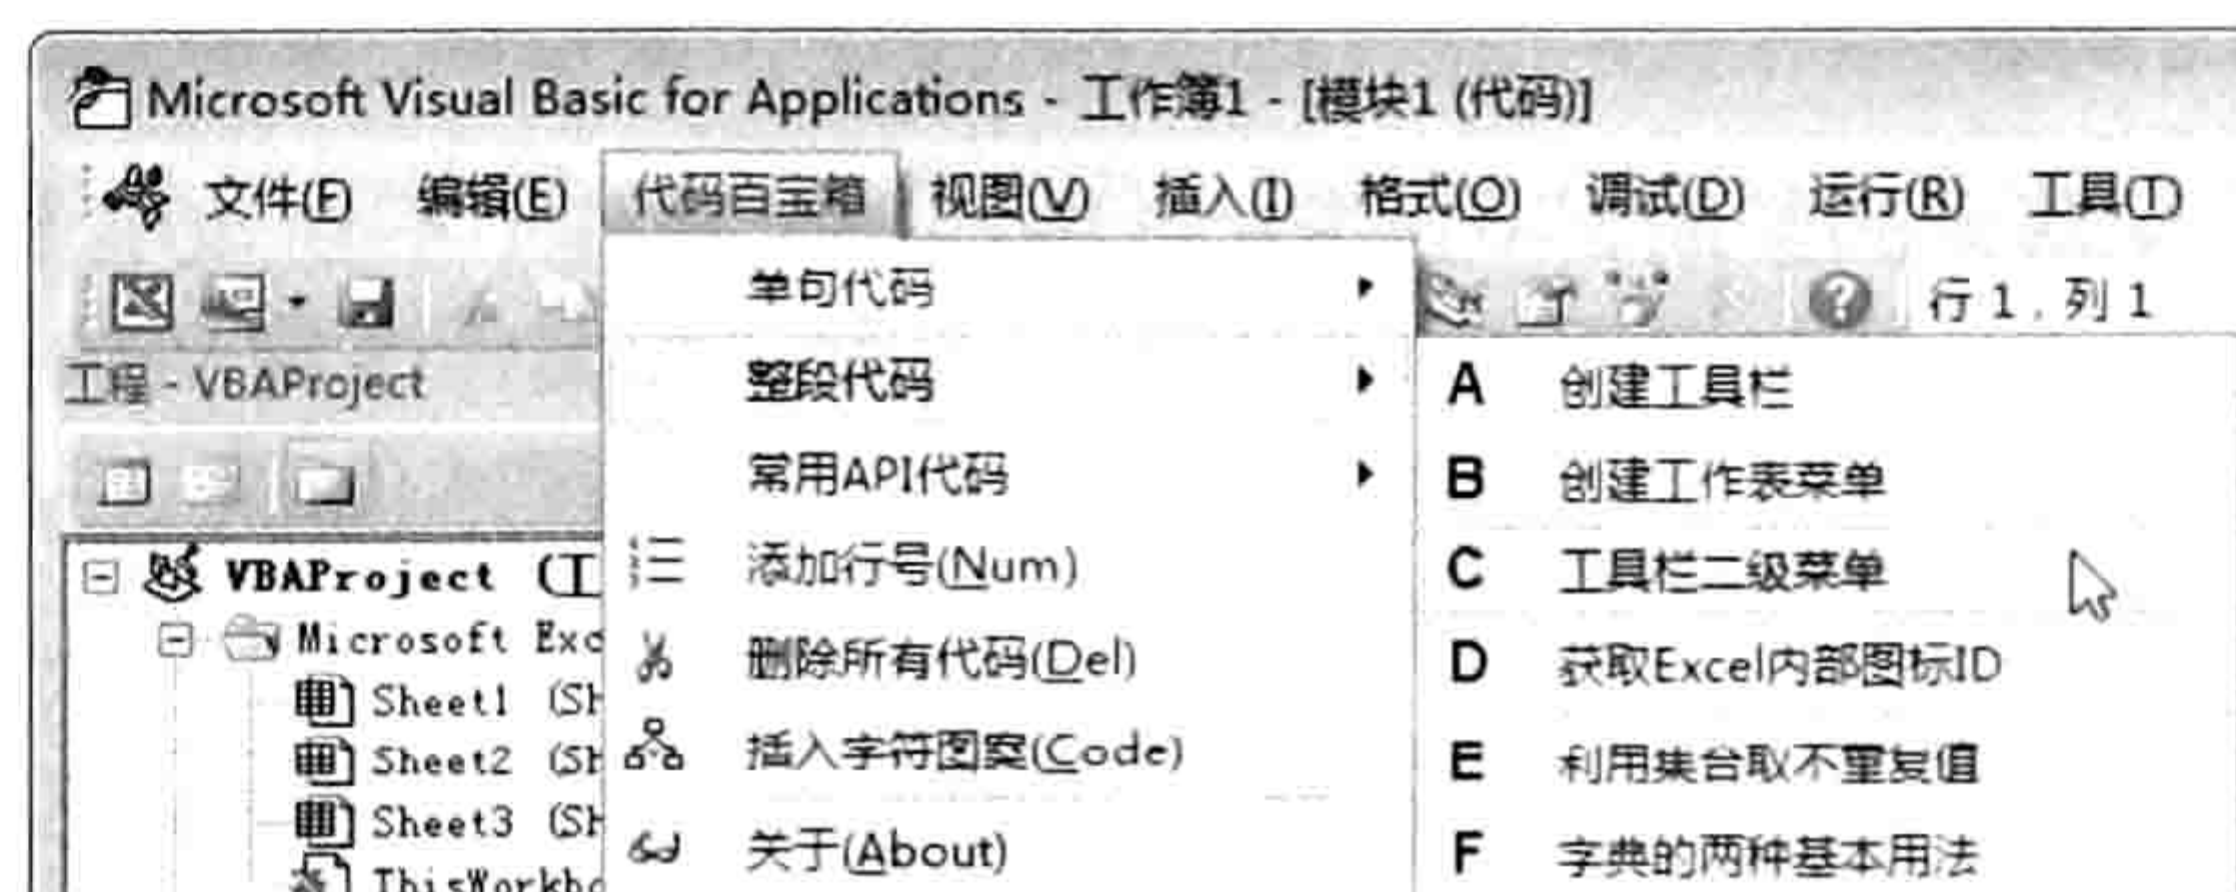 Microsoft Visual Basic for Applications - 工作簿1 - [模块1 (代码)]
文件(F) 编辑(E) 代码百宝箱 视图(V) 插入(I) 格式(O) 调试(D) 运行(R) 工具(T)
单句代码
行 1 , 列 1
工程 - VBAProject
整段代码
A 创建工具栏
常用API代码
B 创建工作表菜单
VBAProject (工
添加行号(Num)
C 工具栏二级菜单
Microsoft Exc
删除所有代码(Del)
D 获取Excel内部图标ID
Sheet1 (Sh
Sheet2 (Sh
插入字符图案(Code)
E 利用集合取不重复值
Sheet3 (Sh
关于(About)
F 字典的两种基本用法
ThisWorkbo